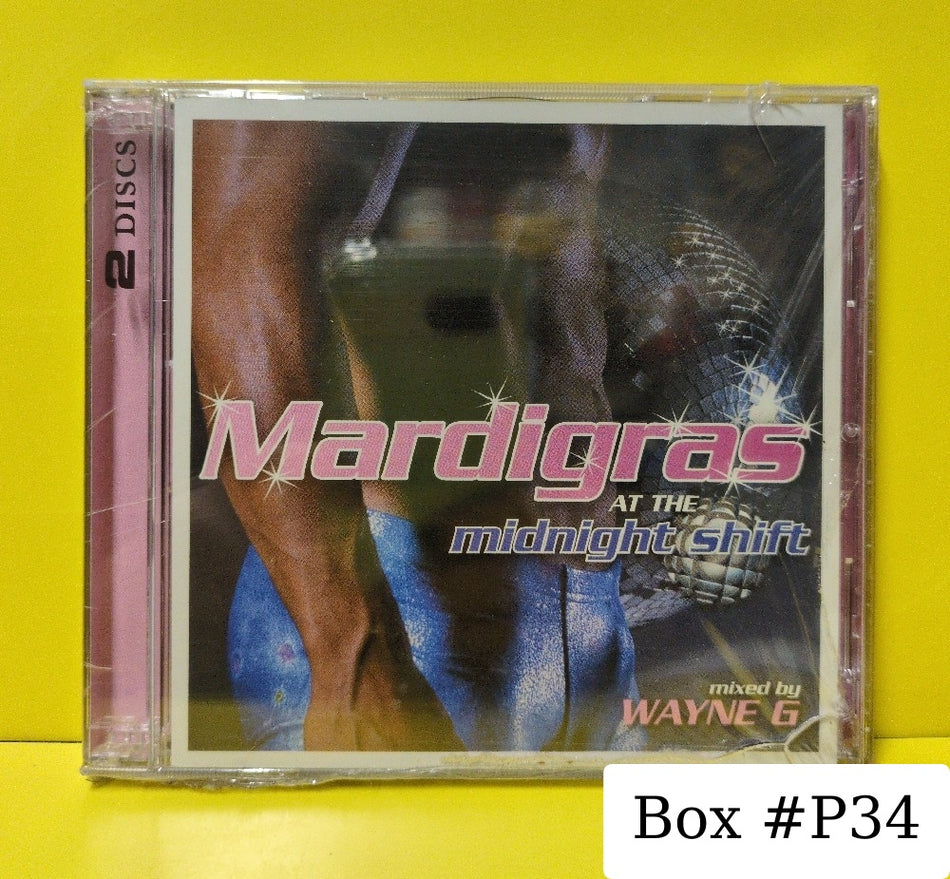 2 DISCS
Mardigras
AT THE
midnight shift
mixed by
WAYNE G
Box #P34